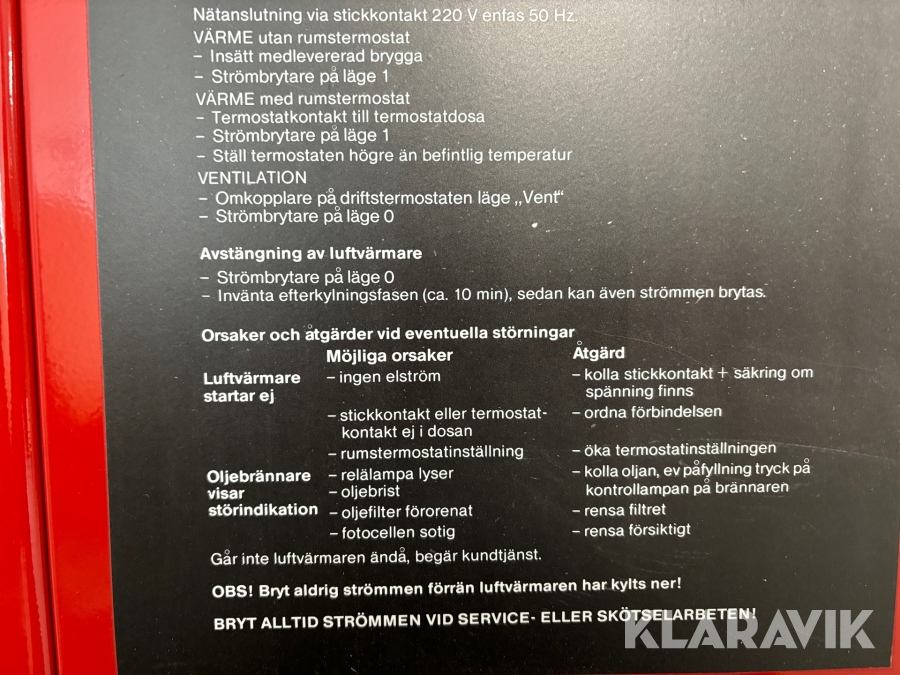 Nätanslutning via stickkontakt 220 V enfas 50 Hz.
VÄRME utan rumstermostat
– Insätt medlevererad brygga
– Strömbrytare på läge 1
VÄRME med rumstermostat
– Termostatkontakt till termostatdosa
– Strömbrytare på läge 1
– Ställ termostaten högre än befintlig temperatur
VENTILATION
– Omkopplare på driftstermostaten läge „Vent“
– Strömbrytare på läge 0
Avstängning av luftvärmare
– Strömbrytare på läge 0
– Invänta efterkylningsfasen (ca. 10 min), sedan kan även strömmen brytas.
Orsaker och åtgärder vid eventuella störningar
Möjliga orsaker Åtgärd
Luftvärmare – ingen elström – kolla stickkontakt + säkring om
startar ej spänning finns
– stickkontakt eller termostat- – ordna förbindelsen
kontakt ej i dosan
– rumstermostatinställning – öka termostatinställningen
Oljebrännare – relälampa lyser – kolla oljan, ev påfyllning tryck på
visar – oljebrist kontrollampan på brännaren
störindikation – oljefilter förorenat – rensa filtret
– fotocellen sotig – rensa försiktigt
Går inte luftvärmaren ändå, begär kundtjänst.
OBS! Bryt aldrig strömmen förrän luftvärmaren har kylts ner!
BRYT ALLTID STRÖMMEN VID SERVICE- ELLER SKÖTSELARBETEN!
KLARAVIK